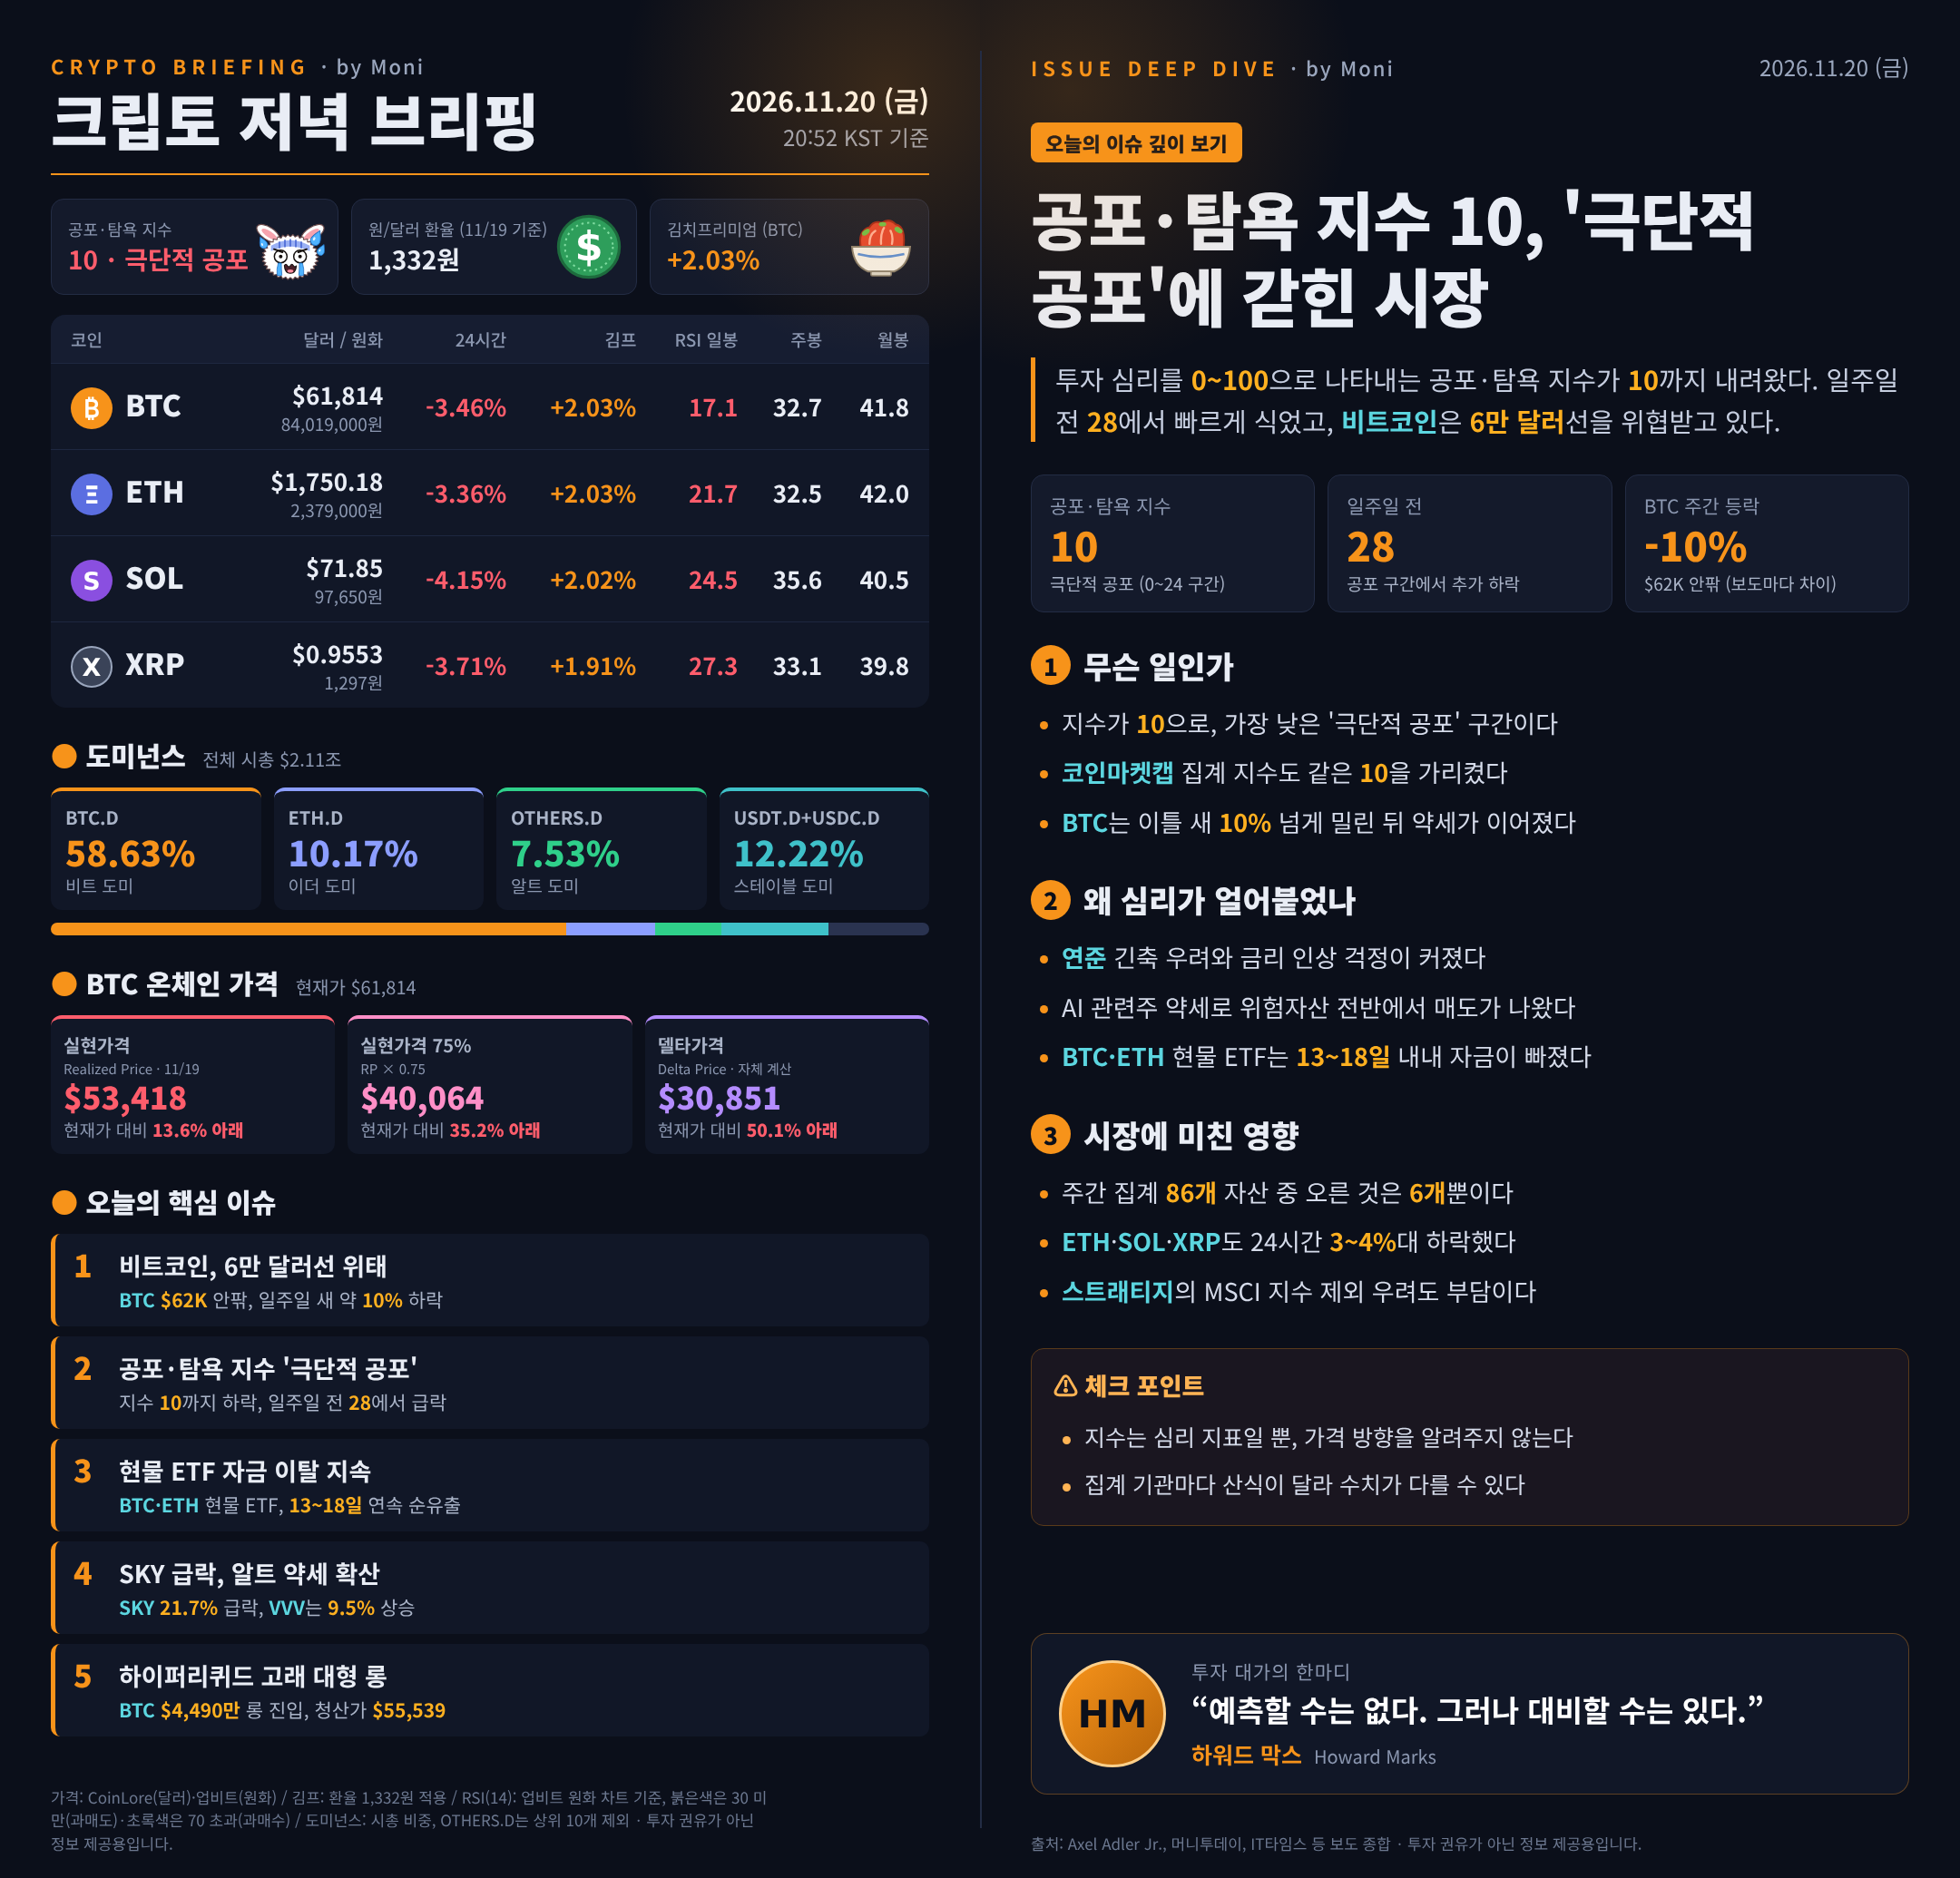 CRYPTO BRIEFING · by Moni
크립토 저녁 브리핑
2026.11.20 (금)
20:52 KST 기준
공포·탐욕 지수
10 · 극단적 공포
원/달러 환율 (11/19 기준)
1,332원
$
김치프리미엄 (BTC)
+2.03%
코인 달러 / 원화 24시간 김프 RSI 일봉 주봉 월봉
₿ BTC $61,814 -3.46% +2.03% 17.1 32.7 41.8
84,019,000원
Ξ ETH $1,750.18 -3.36% +2.03% 21.7 32.5 42.0
2,379,000원
S SOL $71.85 -4.15% +2.02% 24.5 35.6 40.5
97,650원
X XRP $0.9553 -3.71% +1.91% 27.3 33.1 39.8
1,297원
도미넌스 전체 시총 $2.11조
BTC.D
58.63%
비트 도미
ETH.D
10.17%
이더 도미
OTHERS.D
7.53%
알트 도미
USDT.D+USDC.D
12.22%
스테이블 도미
BTC 온체인 가격 현재가 $61,814
실현가격
Realized Price · 11/19
$53,418
현재가 대비 13.6% 아래
실현가격 75%
RP × 0.75
$40,064
현재가 대비 35.2% 아래
델타가격
Delta Price · 자체 계산
$30,851
현재가 대비 50.1% 아래
오늘의 핵심 이슈
1 비트코인, 6만 달러선 위태
BTC $62K 안팎, 일주일 새 약 10% 하락
2 공포·탐욕 지수 '극단적 공포'
지수 10까지 하락, 일주일 전 28에서 급락
3 현물 ETF 자금 이탈 지속
BTC·ETH 현물 ETF, 13~18일 연속 순유출
4 SKY 급락, 알트 약세 확산
SKY 21.7% 급락, VVV는 9.5% 상승
5 하이퍼리퀴드 고래 대형 롱
BTC $4,490만 롱 진입, 청산가 $55,539
가격: CoinLore(달러)·업비트(원화) / 김프: 환율 1,332원 적용 / RSI(14): 업비트 원화 차트 기준, 붉은색은 30 미
만(과매도)·초록색은 70 초과(과매수) / 도미넌스: 시총 비중, OTHERS.D는 상위 10개 제외 · 투자 권유가 아닌
정보 제공용입니다.
ISSUE DEEP DIVE · by Moni
2026.11.20 (금)
오늘의 이슈 깊이 보기
공포·탐욕 지수 10, '극단적
공포'에 갇힌 시장
투자 심리를 0~100으로 나타내는 공포·탐욕 지수가 10까지 내려왔다. 일주일
전 28에서 빠르게 식었고, 비트코인은 6만 달러선을 위협받고 있다.
공포·탐욕 지수
10
극단적 공포 (0~24 구간)
일주일 전
28
공포 구간에서 추가 하락
BTC 주간 등락
-10%
$62K 안팎 (보도마다 차이)
1 무슨 일인가
• 지수가 10으로, 가장 낮은 '극단적 공포' 구간이다
• 코인마켓캡 집계 지수도 같은 10을 가리켰다
• BTC는 이틀 새 10% 넘게 밀린 뒤 약세가 이어졌다
2 왜 심리가 얼어붙었나
• 연준 긴축 우려와 금리 인상 걱정이 커졌다
• AI 관련주 약세로 위험자산 전반에서 매도가 나왔다
• BTC·ETH 현물 ETF는 13~18일 내내 자금이 빠졌다
3 시장에 미친 영향
• 주간 집계 86개 자산 중 오른 것은 6개뿐이다
• ETH·SOL·XRP도 24시간 3~4%대 하락했다
• 스트래티지의 MSCI 지수 제외 우려도 부담이다
⚠ 체크 포인트
• 지수는 심리 지표일 뿐, 가격 방향을 알려주지 않는다
• 집계 기관마다 산식이 달라 수치가 다를 수 있다
HM
투자 대가의 한마디
“예측할 수는 없다. 그러나 대비할 수는 있다.”
하워드 막스 Howard Marks
출처: Axel Adler Jr., 머니투데이, IT타임스 등 보도 종합 · 투자 권유가 아닌 정보 제공용입니다.